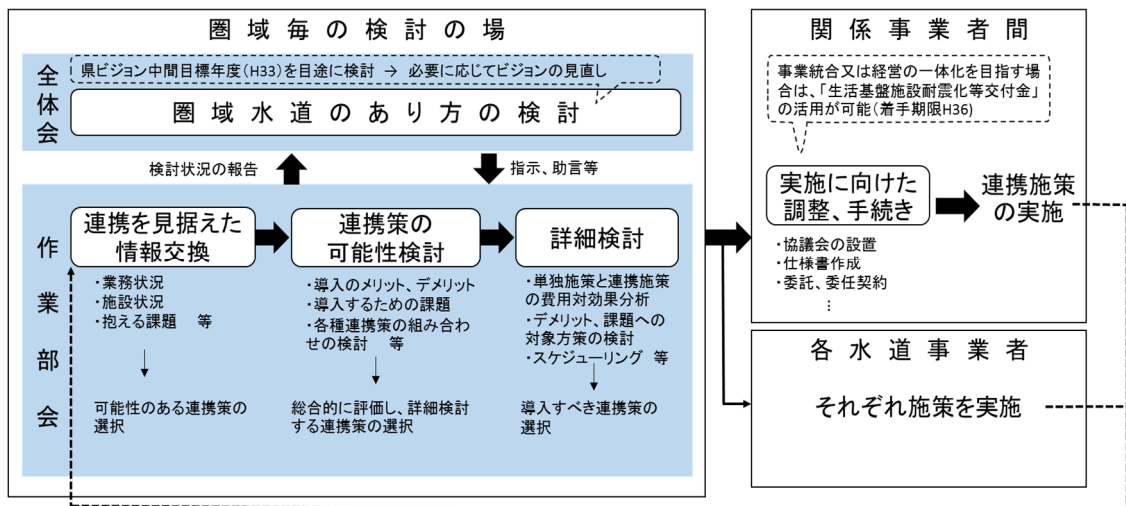 圏域毎の検討の場
全体会
県ビジョン中間目標年度(H33)を目途に検討 → 必要に応じてビジョンの見直し
圏域水道のあり方の検討
検討状況の報告
指示、助言等
作業部会
連携を見据えた
情報交換
・業務状況
・施設状況
・抱える課題　等
可能性のある連携策の
選択
連携策の
可能性検討
・導入のメリット、デメリット
・導入するための課題
・各種連携策の組み合わ
せの検討　等
総合的に評価し、詳細検討
する連携策の選択
詳細検討
・単独施策と連携施策
の費用対効果分析
・デメリット、課題への
対象方策の検討
・スケジューリング 等
導入すべき連携策の
選択
関係事業者間
事業統合又は経営の一体化を目指す場
合は、「生活基盤施設耐震化等交付金」
の活用が可能(着手期限H36)
実施に向けた
調整、手続き
・協議会の設置
・仕様書作成
・委託、委任契約
…
連携施策
の実施
各水道事業者
それぞれ施策を実施